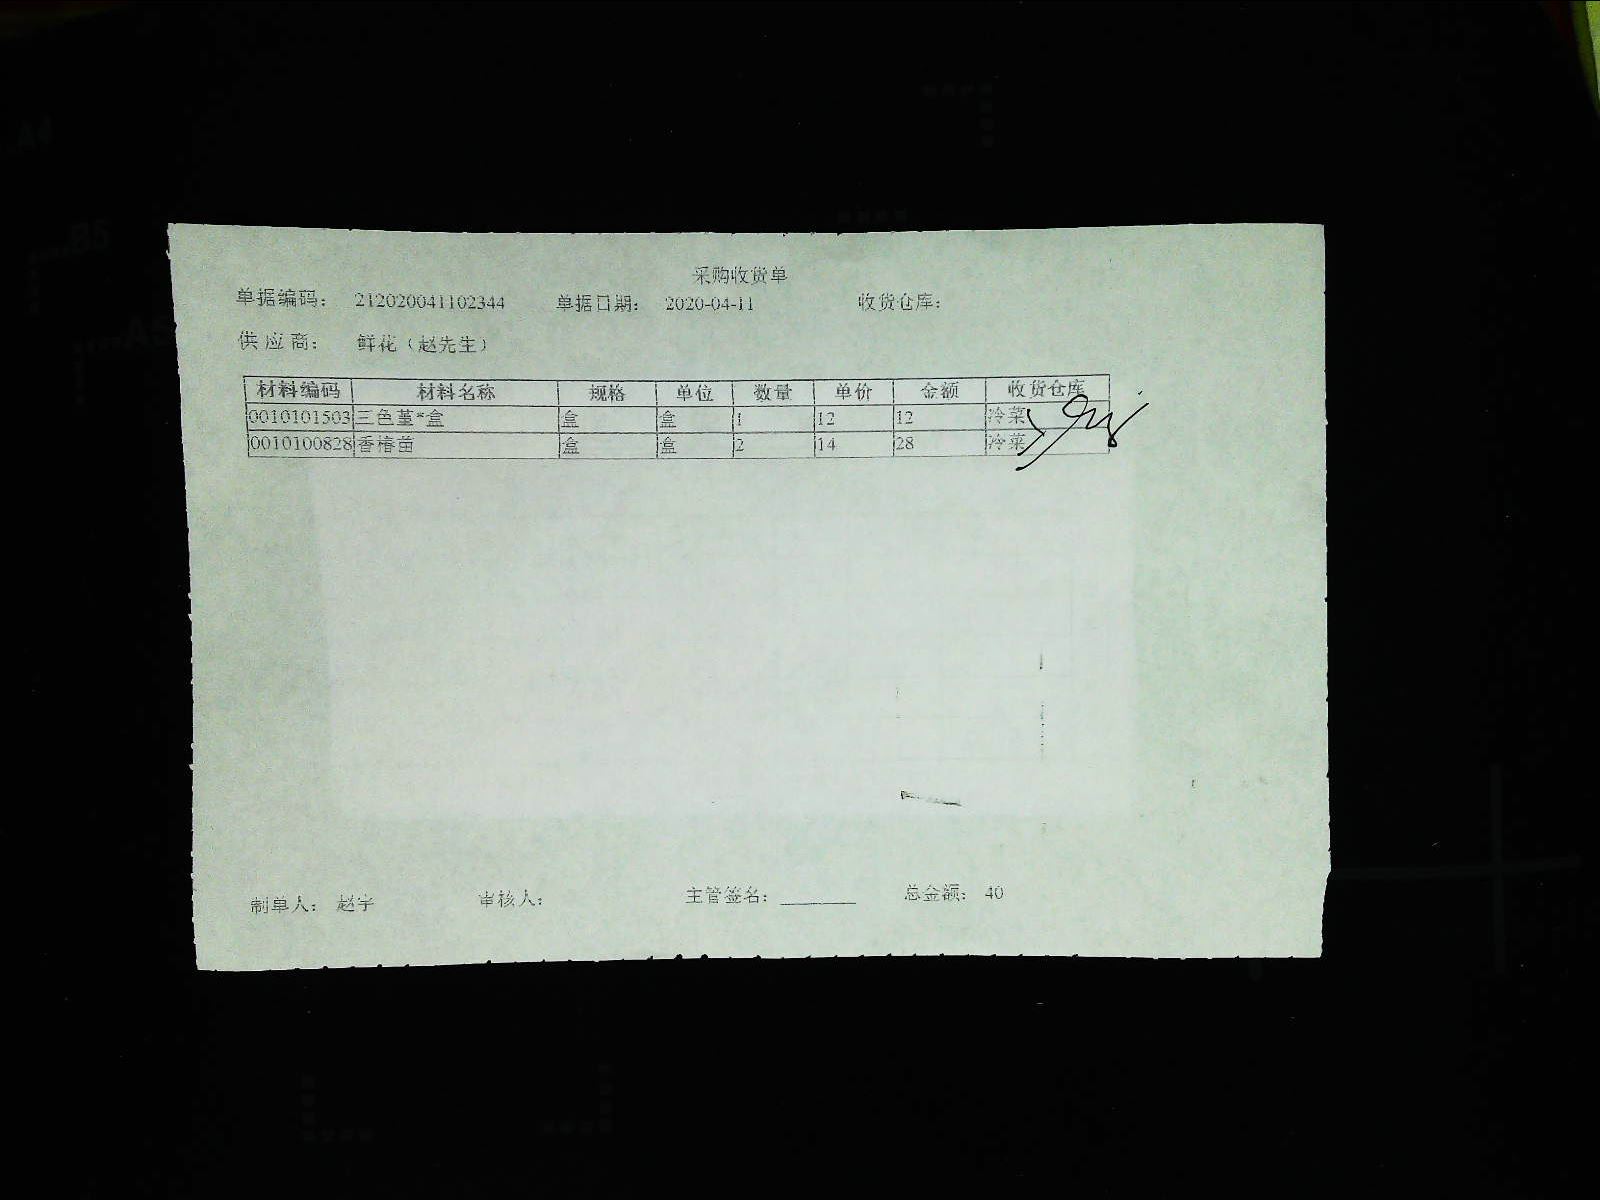 采购收货单
单据编码： 212020041102344 单据日期： 2020-04-11 收货仓库：
供应商： 鲜花（赵先生）
材料编码 材料名称 规格 单位 数量 单价 金额 收货仓库
0010101503 三色堇*盒 盒 盒 1 12 12 冷菜
0010100828 香椿苗 盒 盒 2 14 28 冷菜
制单人： 赵宇 审核人： 主管签名： 总金额： 40